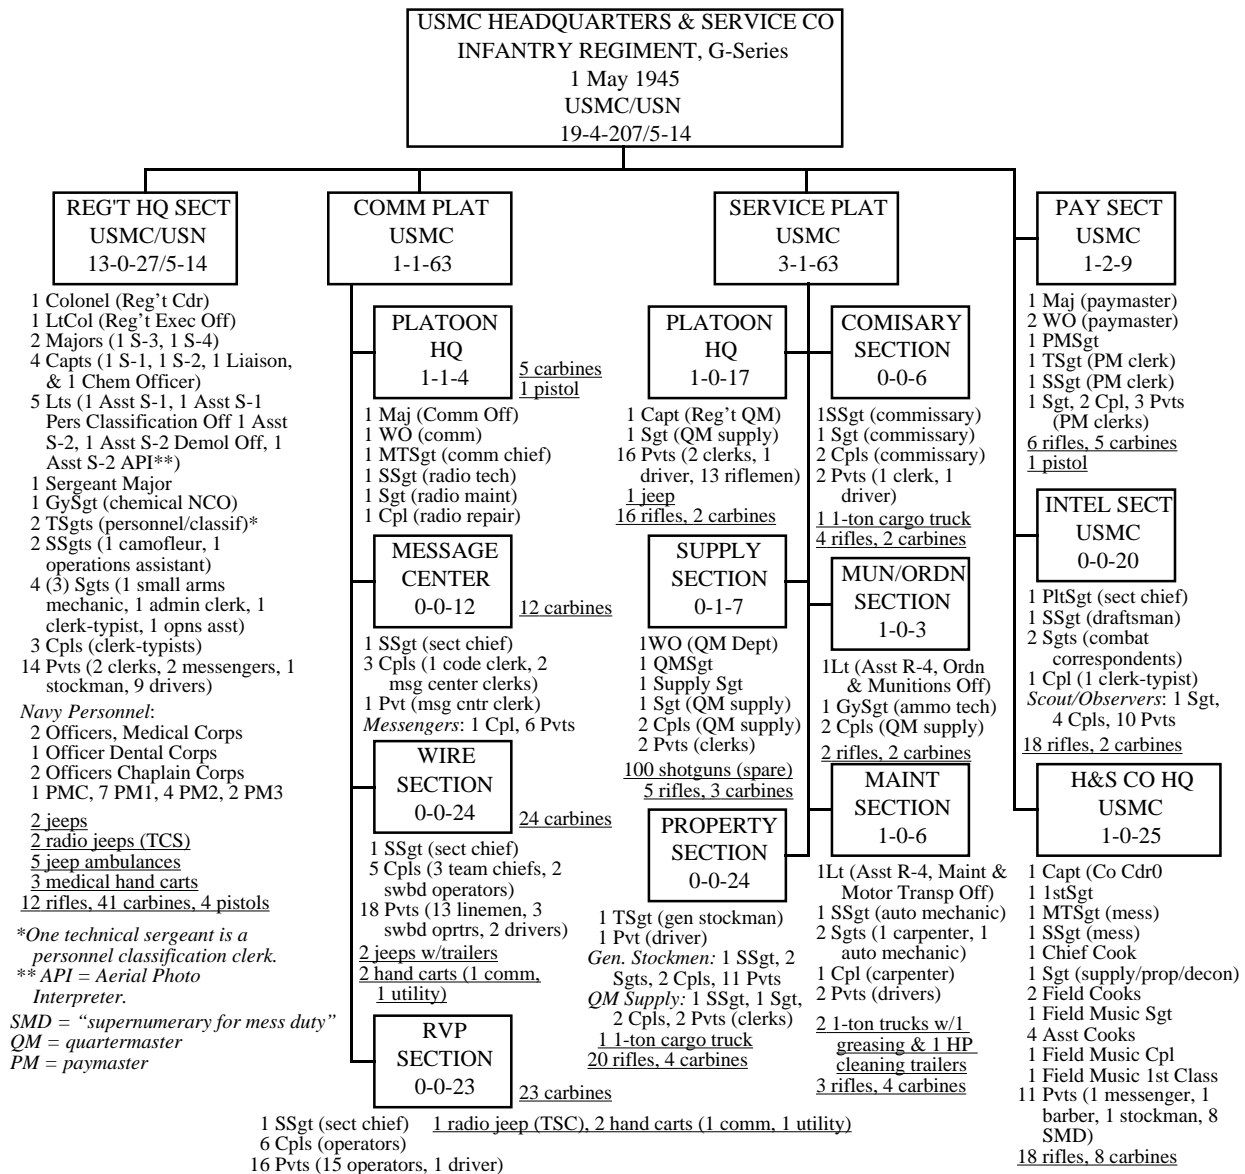 USMC HEADQUARTERS & SERVICE CO
INFANTRY REGIMENT, G-Series
1 May 1945
USMC/USN
19-4-207/5-14
REG'T HQ SECT
USMC/USN
13-0-27/5-14
1 Colonel (Reg’t Cdr)
1 LtCol (Reg’t Exec Off)
2 Majors (1 S-3, 1 S-4)
4 Capts (1 S-1, 1 S-2, 1 Liaison,
& 1 Chem Officer)
5 Lts (1 Asst S-1, 1 Asst S-1
Pers Classification Off 1 Asst
S-2, 1 Asst S-2 Demol Off, 1
Asst S-2 API**)
1 Sergeant Major
1 GySgt (chemical NCO)
2 TSgts (personnel/classif)*
2 SSgts (1 camofleur, 1
operations assistant)
4 (3) Sgts (1 small arms
mechanic, 1 admin clerk, 1
clerk-typist, 1 opns asst)
3 Cpls (clerk-typists)
14 Pvts (2 clerks, 2 messengers, 1
stockman, 9 drivers)
Navy Personnel:
2 Officers, Medical Corps
1 Officer Dental Corps
2 Officers Chaplain Corps
1 PMC, 7 PM1, 4 PM2, 2 PM3
2 jeeps
2 radio jeeps (TCS)
5 jeep ambulances
3 medical hand carts
12 rifles, 41 carbines, 4 pistols
*One technical sergeant is a
personnel classification clerk.
** API = Aerial Photo
Interpreter.
SMD = “supernumerary for mess duty”
QM = quartermaster
PM = paymaster
COMM PLAT
USMC
1-1-63
PLATOON
HQ
1-1-4
5 carbines
1 pistol
1 Maj (Comm Off)
1 WO (comm)
1 MTSgt (comm chief)
1 SSgt (radio tech)
1 Sgt (radio maint)
1 Cpl (radio repair)
MESSAGE
CENTER
0-0-12
12 carbines
1 SSgt (sect chief)
3 Cpls (1 code clerk, 2
msg center clerks)
1 Pvt (msg cntr clerk)
Messengers: 1 Cpl, 6 Pvts
WIRE
SECTION
0-0-24
24 carbines
1 SSgt (sect chief)
5 Cpls (3 team chiefs, 2
swbd operators)
18 Pvts (13 linemen, 3
swbd oprtrs, 2 drivers)
2 jeeps w/trailers
2 hand carts (1 comm,
1 utility)
RVP
SECTION
0-0-23
23 carbines
1 SSgt (sect chief)
1 radio jeep (TSC), 2 hand carts (1 comm, 1 utility)
6 Cpls (operators)
16 Pvts (15 operators, 1 driver)
SERVICE PLAT
USMC
3-1-63
PLATOON
HQ
1-0-17
1 Capt (Reg’t QM)
1 Sgt (QM supply)
16 Pvts (2 clerks, 1
driver, 13 riflemen)
1 jeep
16 rifles, 2 carbines
SUPPLY
SECTION
0-1-7
1WO (QM Dept)
1 QMSgt
1 Supply Sgt
1 Sgt (QM supply)
2 Cpls (QM supply)
2 Pvts (clerks)
100 shotguns (spare)
5 rifles, 3 carbines
PROPERTY
SECTION
0-0-24
1 TSgt (gen stockman)
1 Pvt (driver)
Gen. Stockmen: 1 SSgt, 2
Sgts, 2 Cpls, 11 Pvts
QM Supply: 1 SSgt, 1 Sgt,
2 Cpls, 2 Pvts (clerks)
1 1-ton cargo truck
20 rifles, 4 carbines
COMISARY
SECTION
0-0-6
1SSgt (commissary)
1 Sgt (commissary)
2 Cpls (commissary)
2 Pvts (1 clerk, 1
driver)
1 1-ton cargo truck
4 rifles, 2 carbines
MUN/ORDN
SECTION
1-0-3
1Lt (Asst R-4, Ordn
& Munitions Off)
1 GySgt (ammo tech)
2 Cpls (QM supply)
2 rifles, 2 carbines
MAINT
SECTION
1-0-6
1Lt (Asst R-4, Maint &
Motor Transp Off)
1 SSgt (auto mechanic)
2 Sgts (1 carpenter, 1
auto mechanic)
1 Cpl (carpenter)
2 Pvts (drivers)
2 1-ton trucks w/1
greasing & 1 HP
cleaning trailers
3 rifles, 4 carbines
PAY SECT
USMC
1-2-9
1 Maj (paymaster)
2 WO (paymaster)
1 PMSgt
1 TSgt (PM clerk)
1 SSgt (PM clerk)
1 Sgt, 2 Cpl, 3 Pvts
(PM clerks)
6 rifles, 5 carbines
1 pistol
INTEL SECT
USMC
0-0-20
1 PltSgt (sect chief)
1 SSgt (draftsman)
2 Sgts (combat
correspondents)
1 Cpl (1 clerk-typist)
Scout/Observers: 1 Sgt,
4 Cpls, 10 Pvts
18 rifles, 2 carbines
H&S CO HQ
USMC
1-0-25
1 Capt (Co Cdr0
1 1stSgt
1 MTSgt (mess)
1 SSgt (mess)
1 Chief Cook
1 Sgt (supply/prop/decon)
2 Field Cooks
1 Field Music Sgt
4 Asst Cooks
1 Field Music Cpl
1 Field Music 1st Class
11 Pvts (1 messenger, 1
barber, 1 stockman, 8
SMD)
18 rifles, 8 carbines